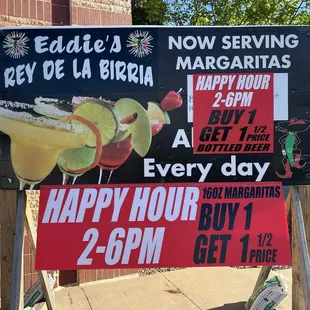 Eddie's
REY DE LA BIRRIA
NOW SERVING
MARGARITAS
HAPPY HOUR
2-6PM
BUY 1
GET 1 1/2
PRICE
BOTTLED BEER
Every day
HAPPY HOUR
2-6PM
16OZ MARGARITAS
BUY 1
GET 1 1/2
PRICE